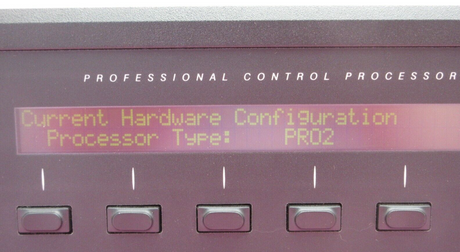 PROFESSIONAL CONTROL PROCESSOR
Current Hardware Configuration
Processor Type: PRO2